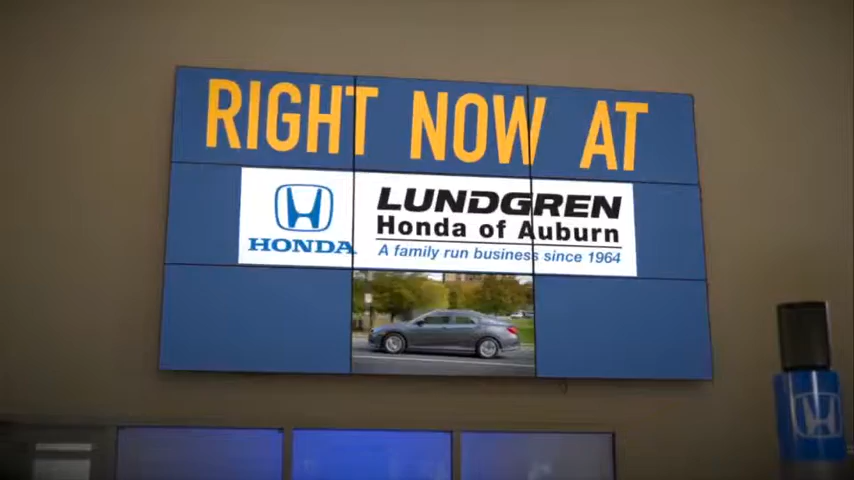 RIGHT NOW AT
HONDA
LUNDGREN
Honda of Auburn
A family run business since 1964